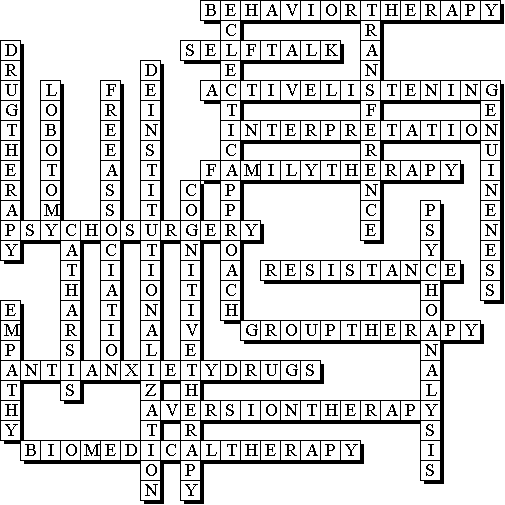 BEHAVIORTHERAPY
SELFTALK
ACTIVELISTENING
INTERPRETATION
FAMILYTHERAPY
PSYCHOSURGERY
RESISTANCE
GROUPTHERAPY
ANTIANXIETYDRUGS
AVERSIONTHERAPY
BIOMEDICALTHERAPY
ECLECTICAPPROACH
TRANSFERENCE
DRUGTHERAPY
DEINSTITUTIONALIZATION
LOBOTOMY
FREEASSOCIATION
GENUINENESS
COGNITIVETHERAPY
PSYCHOANALYSIS
CATHARSIS
EMPATHY